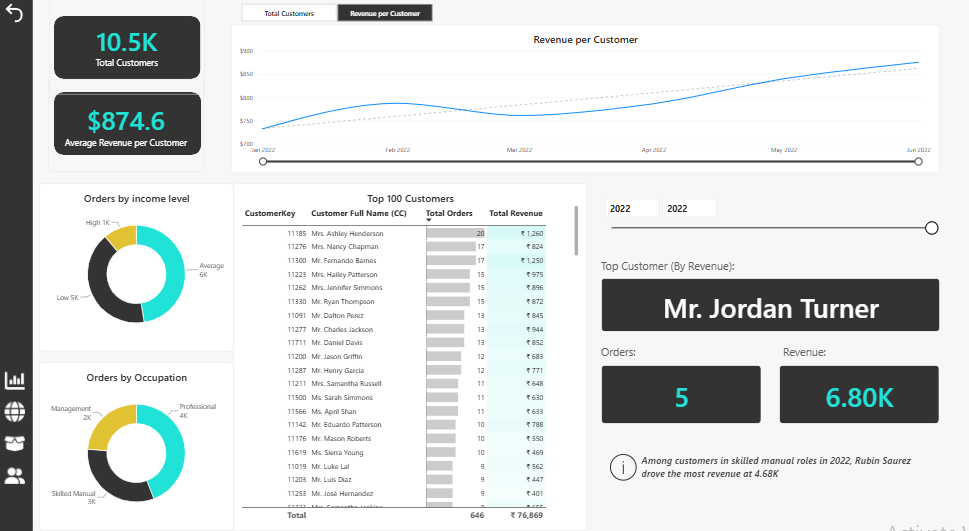 Total Customers
Revenue per Customer
10.5K
Total Customers
$874.6
Average Revenue per Customer
Revenue per Customer
$900
$850
$800
$750
$700
Jan 2022
Feb 2022
Mar 2022
Apr 2022
May 2022
Jun 2022
Orders by income level
High 1K
Average
6K
Low 5K
Orders by Occupation
Management
2K
Professional
4K
Skilled Manual
3K
Top 100 Customers
CustomerKey Customer Full Name (CC) Total Orders Total Revenue
11185 Mrs. Ashley Henderson 20 ₹ 1,260
11276 Mrs. Nancy Chapman 17 ₹ 824
11300 Mr. Fernando Barnes 17 ₹ 1,250
11223 Mrs. Hailey Patterson 15 ₹ 975
11262 Mrs. Jennifer Simmons 15 ₹ 896
11330 Mr. Ryan Thompson 15 ₹ 872
11091 Mr. Dalton Perez 13 ₹ 845
11277 Mr. Charles Jackson 13 ₹ 944
11711 Mr. Daniel Davis 13 ₹ 852
11200 Mr. Jason Griffin 12 ₹ 683
11287 Mr. Henry Garcia 12 ₹ 771
11211 Mrs. Samantha Russell 11 ₹ 648
11500 Ms. Sarah Simmons 11 ₹ 630
11566 Ms. April Shan 11 ₹ 633
11142 Mr. Eduardo Patterson 10 ₹ 788
11176 Mr. Mason Roberts 10 ₹ 550
11619 Ms. Sierra Young 10 ₹ 469
11019 Mr. Luke Lal 9 ₹ 562
11203 Mr. Luis Diaz 9 ₹ 447
11253 Mr. José Hernandez 9 ₹ 401
Total 646 ₹ 76,869
2022 2022
Top Customer (By Revenue):
Mr. Jordan Turner
Orders:
Revenue:
5
6.80K
Among customers in skilled manual roles in 2022, Rubin Saurez
drove the most revenue at 4.68K